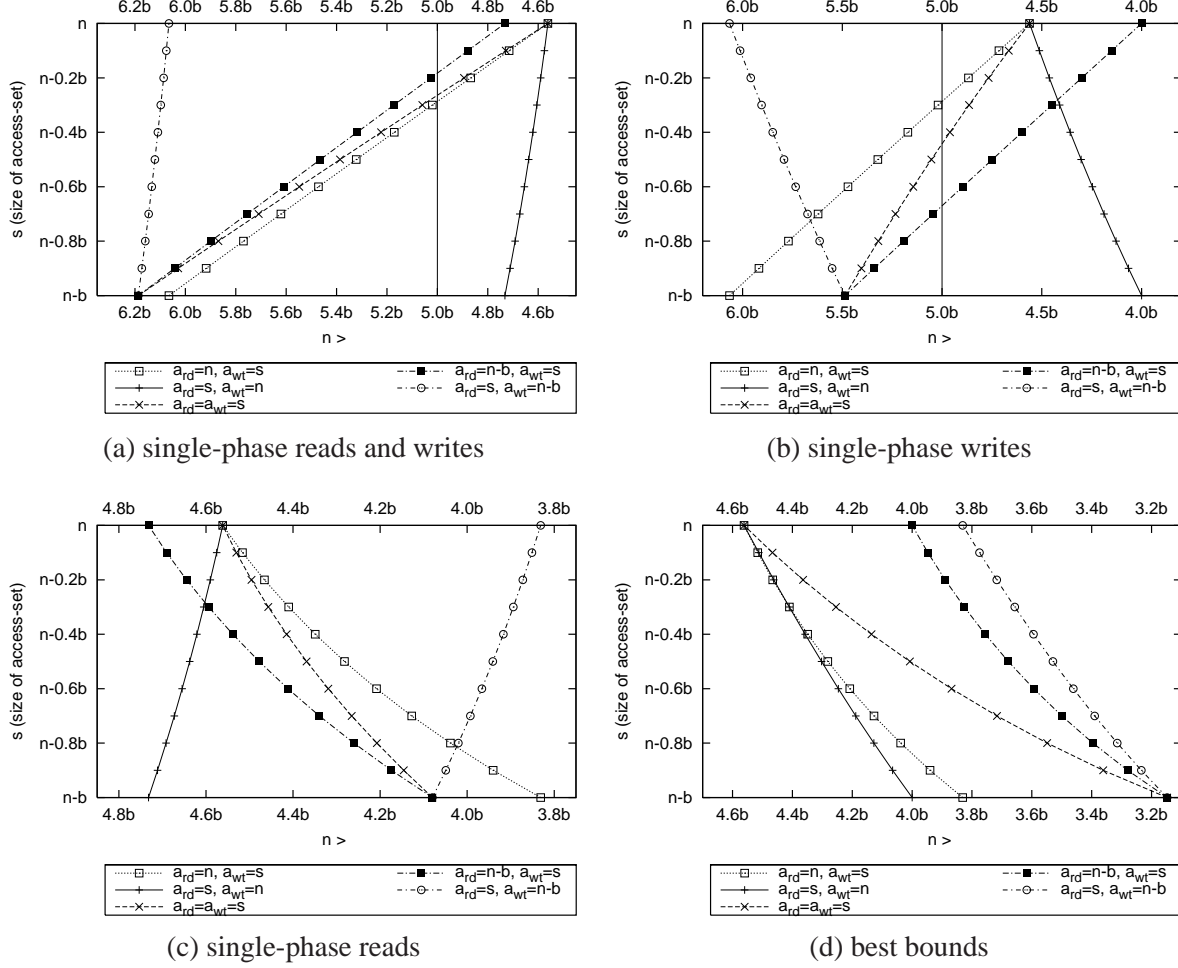 6.2b 6.0b 5.8b 5.6b 5.4b 5.2b 5.0b 4.8b 4.6b
n
n-0.2b
n-0.4b
n-0.6b
n-0.8b
n-b
s (size of access-set)
6.2b 6.0b 5.8b 5.6b 5.4b 5.2b 5.0b 4.8b 4.6b
n >
a_rd=n, a_wt=s
a_rd=s, a_wt=n
a_rd=a_wt=s
a_rd=n-b, a_wt=s
a_rd=s, a_wt=n-b
(a) single-phase reads and writes
6.0b 5.5b 5.0b 4.5b 4.0b
n
n-0.2b
n-0.4b
n-0.6b
n-0.8b
n-b
s (size of access-set)
6.0b 5.5b 5.0b 4.5b 4.0b
n >
a_rd=n, a_wt=s
a_rd=s, a_wt=n
a_rd=a_wt=s
a_rd=n-b, a_wt=s
a_rd=s, a_wt=n-b
(b) single-phase writes
4.8b 4.6b 4.4b 4.2b 4.0b 3.8b
n
n-0.2b
n-0.4b
n-0.6b
n-0.8b
n-b
s (size of access-set)
4.8b 4.6b 4.4b 4.2b 4.0b 3.8b
n >
a_rd=n, a_wt=s
a_rd=s, a_wt=n
a_rd=a_wt=s
a_rd=n-b, a_wt=s
a_rd=s, a_wt=n-b
(c) single-phase reads
4.6b 4.4b 4.2b 4.0b 3.8b 3.6b 3.4b 3.2b
n
n-0.2b
n-0.4b
n-0.6b
n-0.8b
n-b
s (size of access-set)
4.6b 4.4b 4.2b 4.0b 3.8b 3.6b 3.4b 3.2b
n >
a_rd=n, a_wt=s
a_rd=s, a_wt=n
a_rd=a_wt=s
a_rd=n-b, a_wt=s
a_rd=s, a_wt=n-b
(d) best bounds